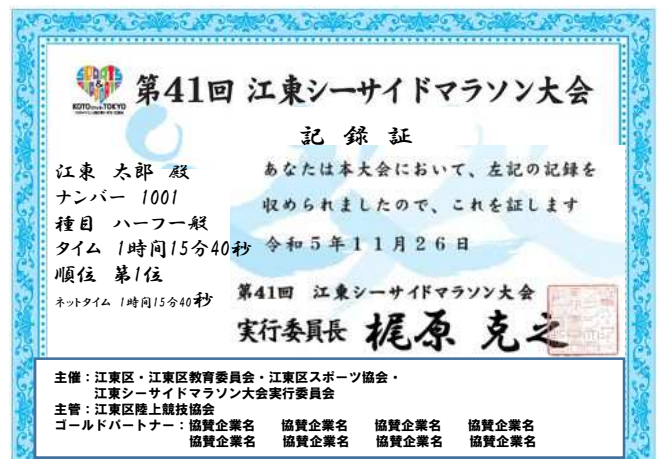 SPORTS
&
KOTO City in TOKYO
第41回 江東シーサイドマラソン大会
記 録 証
江東 太郎 殿
ナンバー 1001
種目 ハーフ一般
タイム 1時間15分40秒
順位 第1位
ネットタイム 1時間15分40秒
あなたは本大会において、左記の記録を
収められましたので、これを証します
令和5年11月26日
第41回 江東シーサイドマラソン大会
実行委員長 梶原 克之
主催:江東区・江東区教育委員会・江東区スポーツ協会・
江東シーサイドマラソン大会実行委員会
主管:江東区陸上競技協会
ゴールドパートナー:協賛企業名 協賛企業名 協賛企業名 協賛企業名
協賛企業名 協賛企業名 協賛企業名 協賛企業名